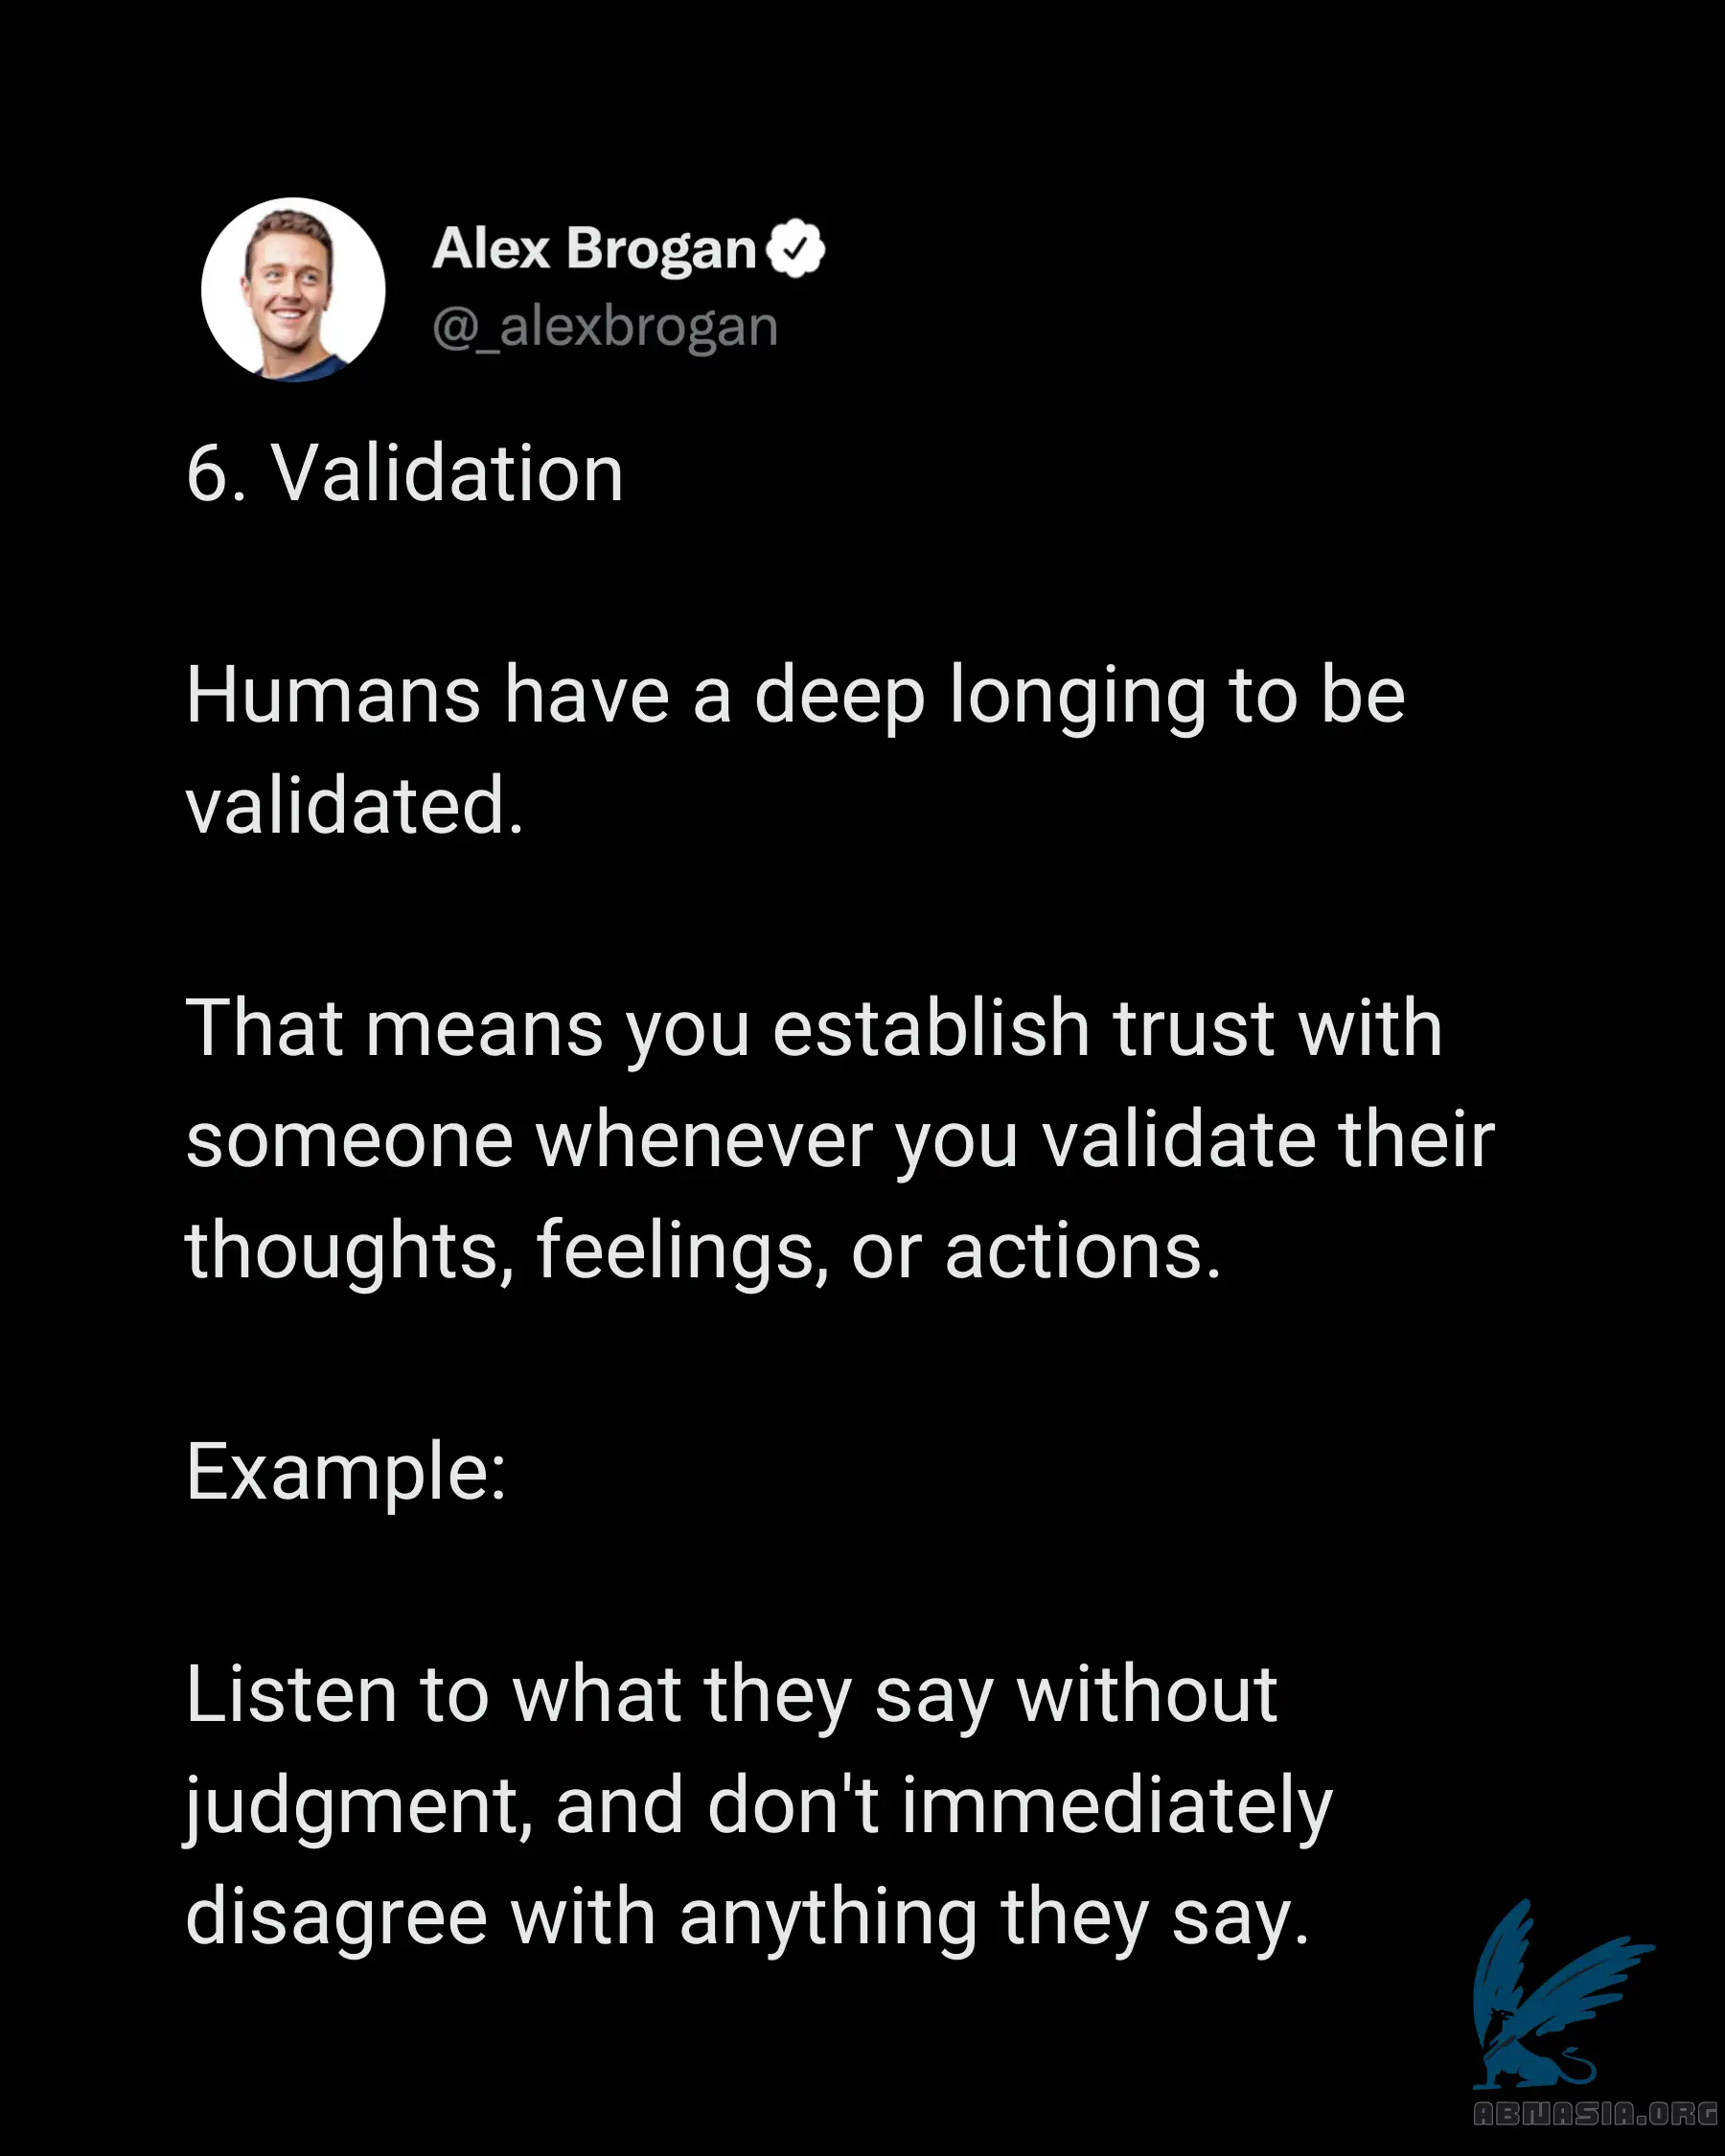 Alex Brogan
@_alexbrogan
6. Validation
Humans have a deep longing to be
validated.
That means you establish trust with
someone whenever you validate their
thoughts, feelings, or actions.
Example:
Listen to what they say without
judgment, and don't immediately
disagree with anything they say.
ABNASIA.ORG